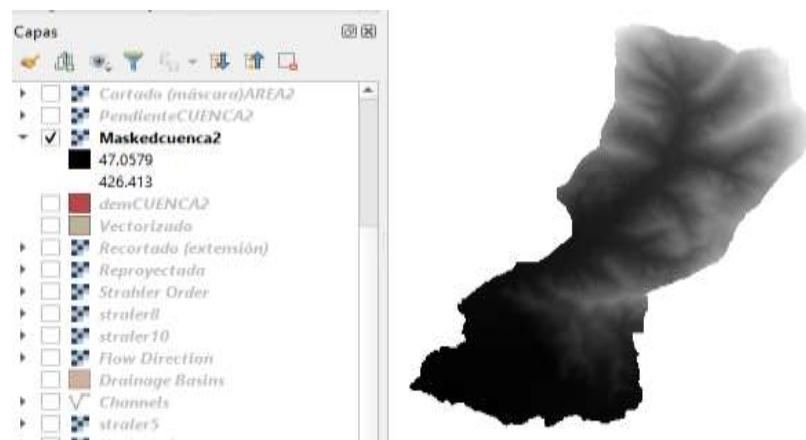 Capas
Cortado (máscara)AREA2
PendienteCUENCA2
Maskedcuenca2
47.0579
426.413
demCUENCA2
Vectorizado
Recortado (extensión)
Reproyectada
Strahler Order
straler8
straler10
Flow Direction
Drainage Basins
Channels
straler5